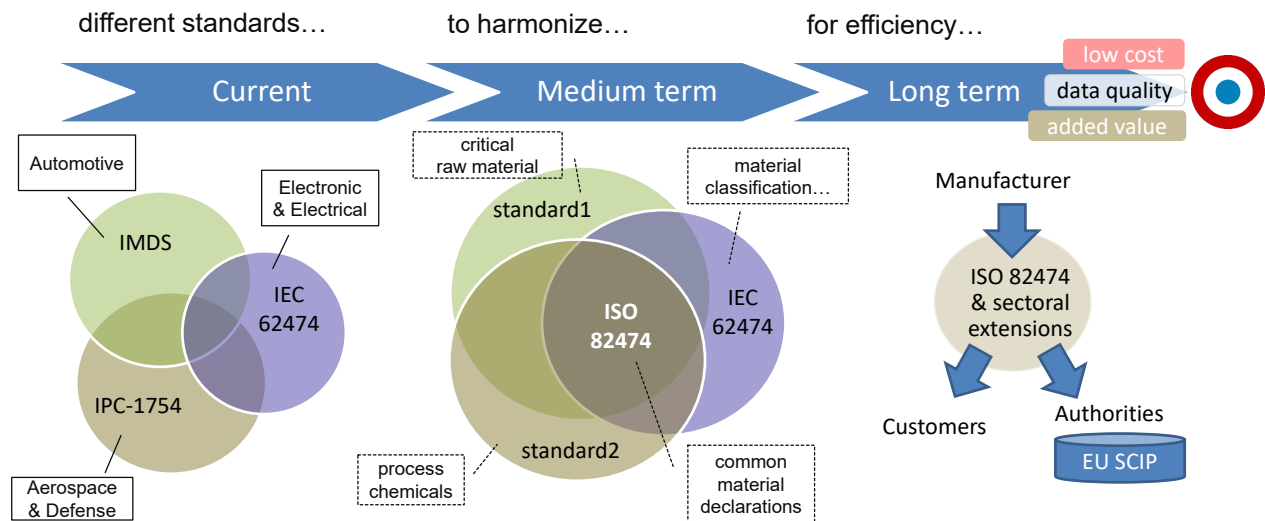 different standards…
to harmonize…
for efficiency…
Current
Medium term
Long term
low cost
data quality
added value
Automotive
Electronic
& Electrical
IMDS
IEC
62474
IPC-1754
Aerospace
& Defense
critical
raw material
material
classification…
standard1
ISO
82474
IEC
62474
standard2
process
chemicals
common
material
declarations
Manufacturer
ISO 82474
& sectoral
extensions
Customers
Authorities
EU SCIP